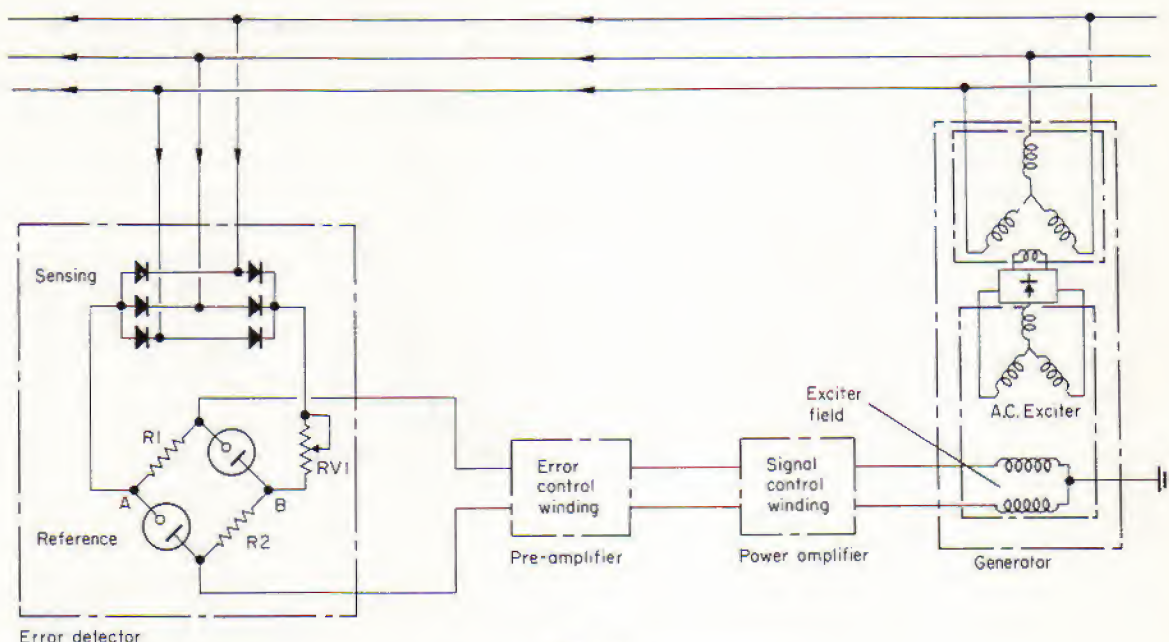 Sensing
R1
RV1
A
B
Reference
R2
Error detector
Error
control
winding
Pre-amplifier
Signal
control
winding
Power amplifier
Exciter
field
A.C. Exciter
Generator